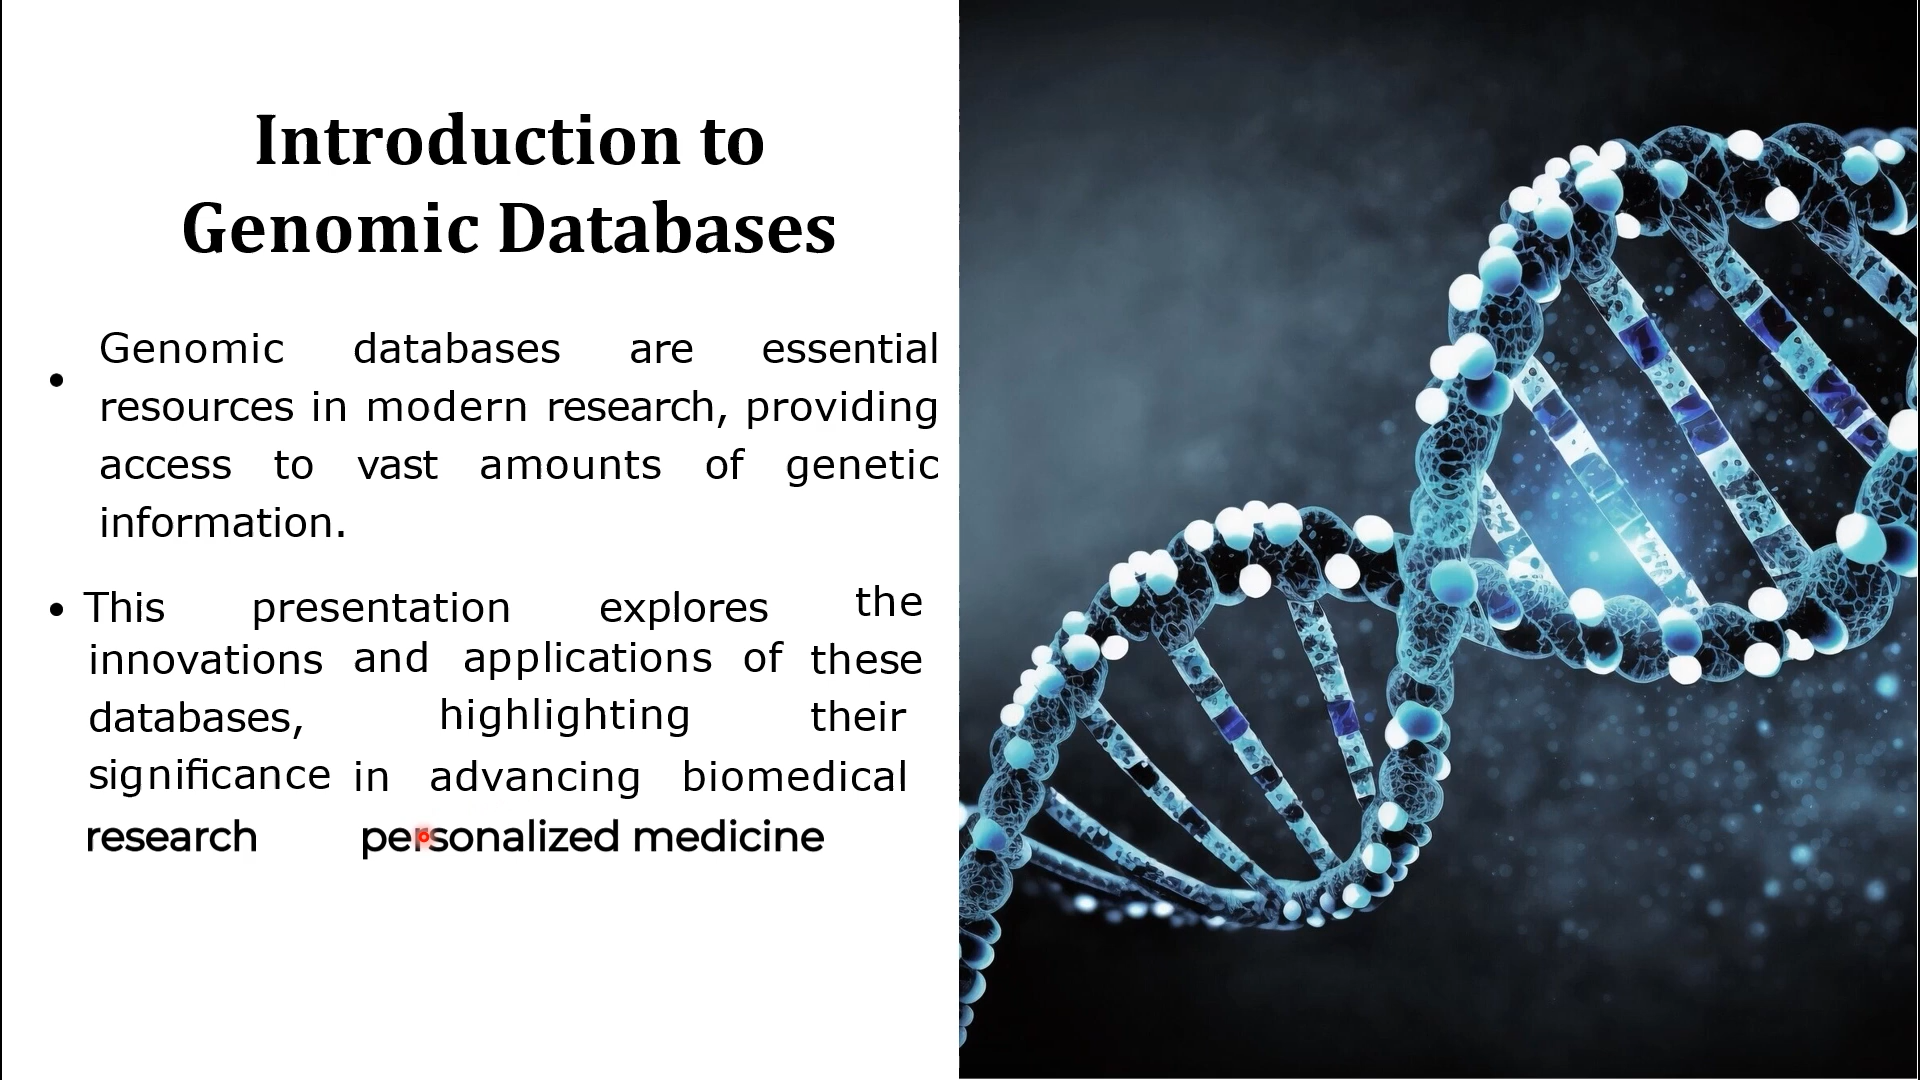 Introduction to
Genomic Databases
• Genomic databases are essential
resources in modern research, providing
access to vast amounts of genetic
information.
• This presentation explores the
innovations and applications of these
databases, highlighting their
significance in advancing biomedical
research personalized medicine